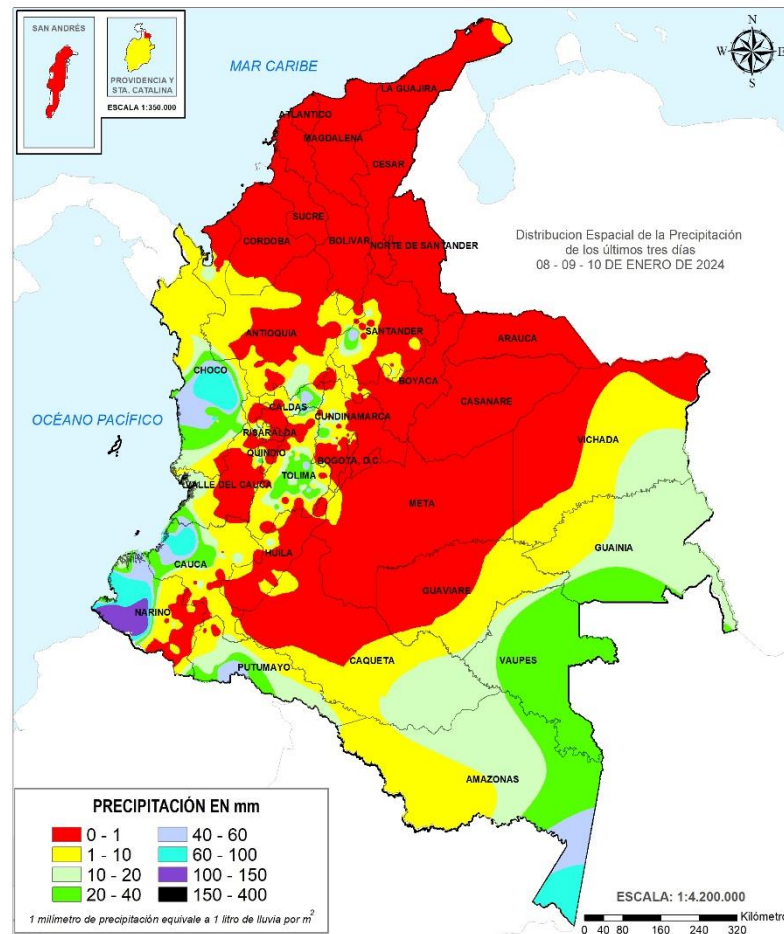 SAN ANDRÉS
PROVIDENCIA Y
STA. CATALINA
ESCALA 1:350.000
MAR CARIBE
N
W E
S
LA GUAJIRA
ATLANTICO
MAGDALENA
CESAR
SUCRE
CORDOBA
BOLIVAR
NORTE DE SANTANDER
Distribucion Espacial de la Precipitación
de los últimos tres días
08 - 09 - 10 DE ENERO DE 2024
ANTIOQUIA
SANTANDER
ARAUCA
CHOCO
BOYACA
CASANARE
OCÉANO PACÍFICO
CALDAS
CUNDINAMARCA
RISARALDA
VICHADA
QUINDIO
BOGOTA, D.C.
TOLIMA
VALLE DEL CAUCA
META
GUAINIA
CAUCA
HUILA
GUAVIARE
NARIÑO
PUTUMAYO
CAQUETA
VAUPES
AMAZONAS
PRECIPITACIÓN EN mm
0 - 1
40 - 60
1 - 10
60 - 100
10 - 20
100 - 150
20 - 40
150 - 400
1 milímetro de precipitación equivale a 1 litro de lluvia por m²
ESCALA: 1:4.200.000
Kilómetro
0 40 80 160 240 320